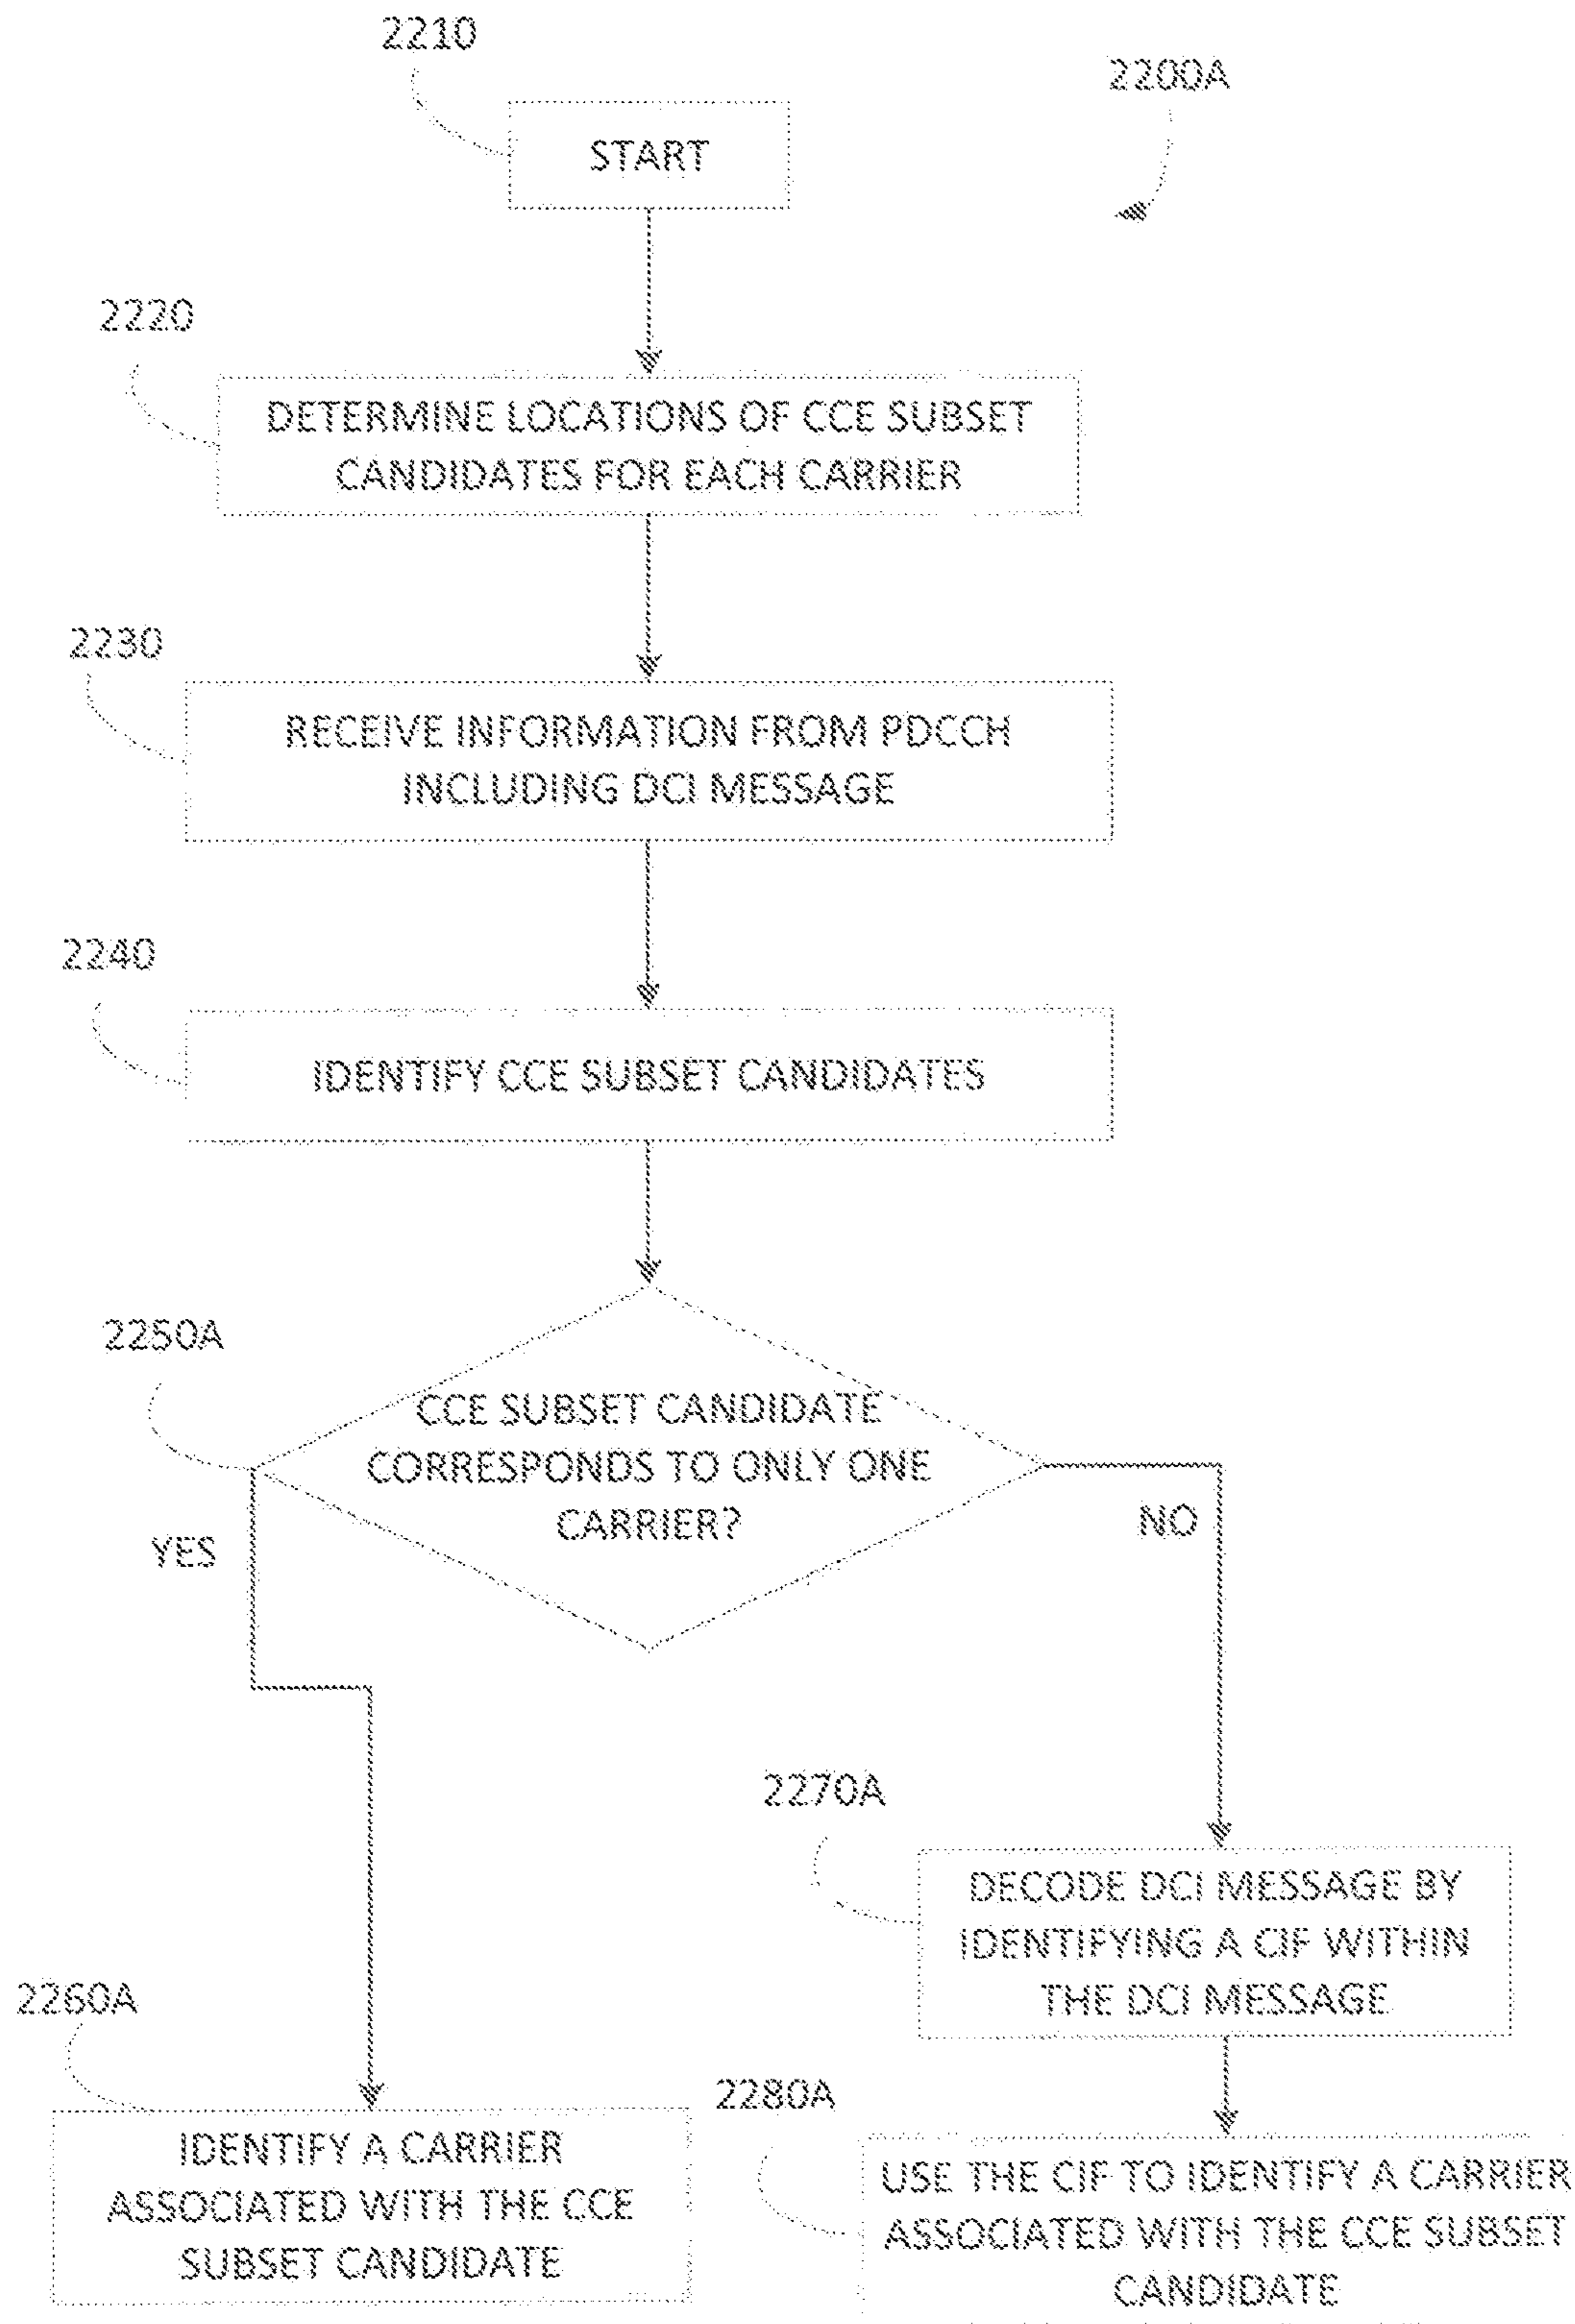 2210
2200A
START
2220
DETERMINE LOCATIONS OF CCE SUBSET
CANDIDATES FOR EACH CARRIER
2230
RECEIVE INFORMATION FROM PDCCH
INCLUDING DCI MESSAGE
2240
IDENTIFY CCE SUBSET CANDIDATES
2250A
CCE SUBSET CANDIDATE
CORRESPONDS TO ONLY ONE
CARRIER?
YES
NO
2270A
DECODE DCI MESSAGE BY
IDENTIFYING A CIF WITHIN
THE DCI MESSAGE
2260A
IDENTIFY A CARRIER
ASSOCIATED WITH THE CCE
SUBSET CANDIDATE
2280A
USE THE CIF TO IDENTIFY A CARRIER
ASSOCIATED WITH THE CCE SUBSET
CANDIDATE